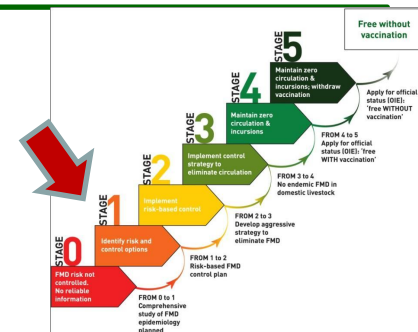 Free without
vaccination
STAGE
5
Maintain zero
circulation
& incursions; withdraw
vaccination
Apply for official
status (OIE):
'free WITHOUT
vaccination'
STAGE
4
Maintain zero
circulation &
incursions
FROM 4 to 5
Apply for official
status (OIE): 'free
WITH vaccination'
STAGE
3
Implement control
strategy to
eliminate circulation
FROM 3 to 4
No endemic FMD in
domestic livestock
STAGE
2
Implement
risk-based control
FROM 2 to 3
Develop aggressive
strategy to
eliminate FMD
STAGE
1
Identify risk and
control options
FROM 1 to 2
Risk-based FMD
control plan
STAGE
0
FMD risk not
controlled.
No reliable
information
FROM 0 to 1
Comprehensive
study of FMD
epidemiology
planned